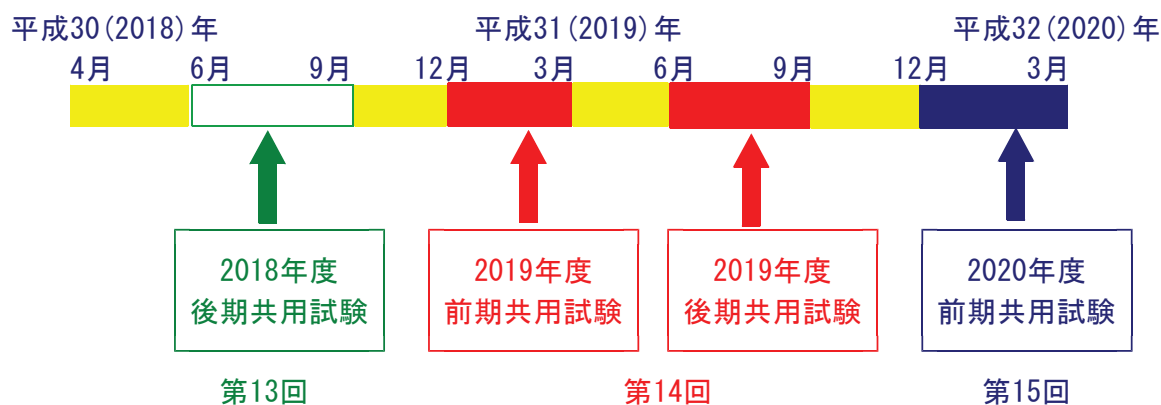 平成30(2018)年 平成31(2019)年 平成32(2020)年
4月 6月 9月 12月 3月 6月 9月 12月 3月
2018年度
後期共用試験
2019年度
前期共用試験
2019年度
後期共用試験
2020年度
前期共用試験
第13回 第14回 第15回